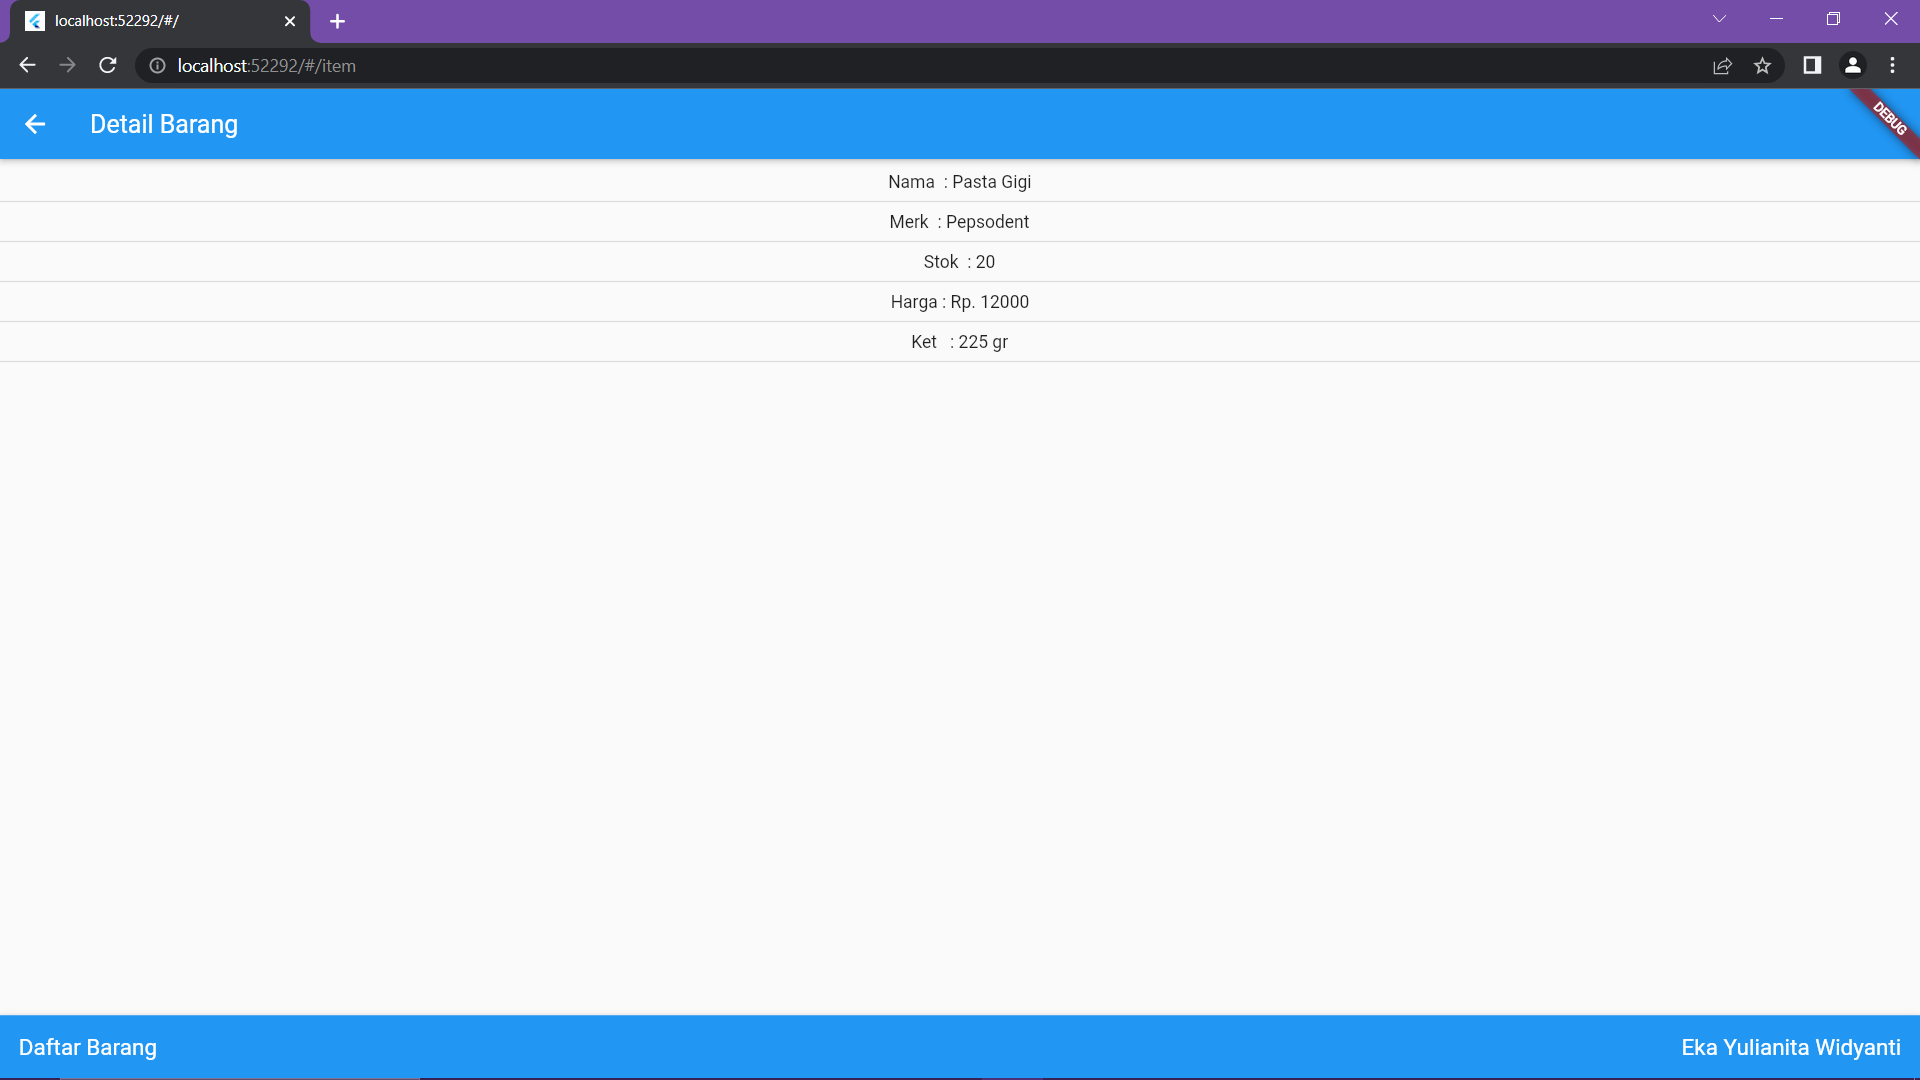 localhost:52292/#/
localhost:52292/#/item
Detail Barang
DEBUG
Nama : Pasta Gigi
Merk : Pepsodent
Stok : 20
Harga : Rp. 12000
Ket : 225 gr
Daftar Barang
Eka Yulianita Widyanti